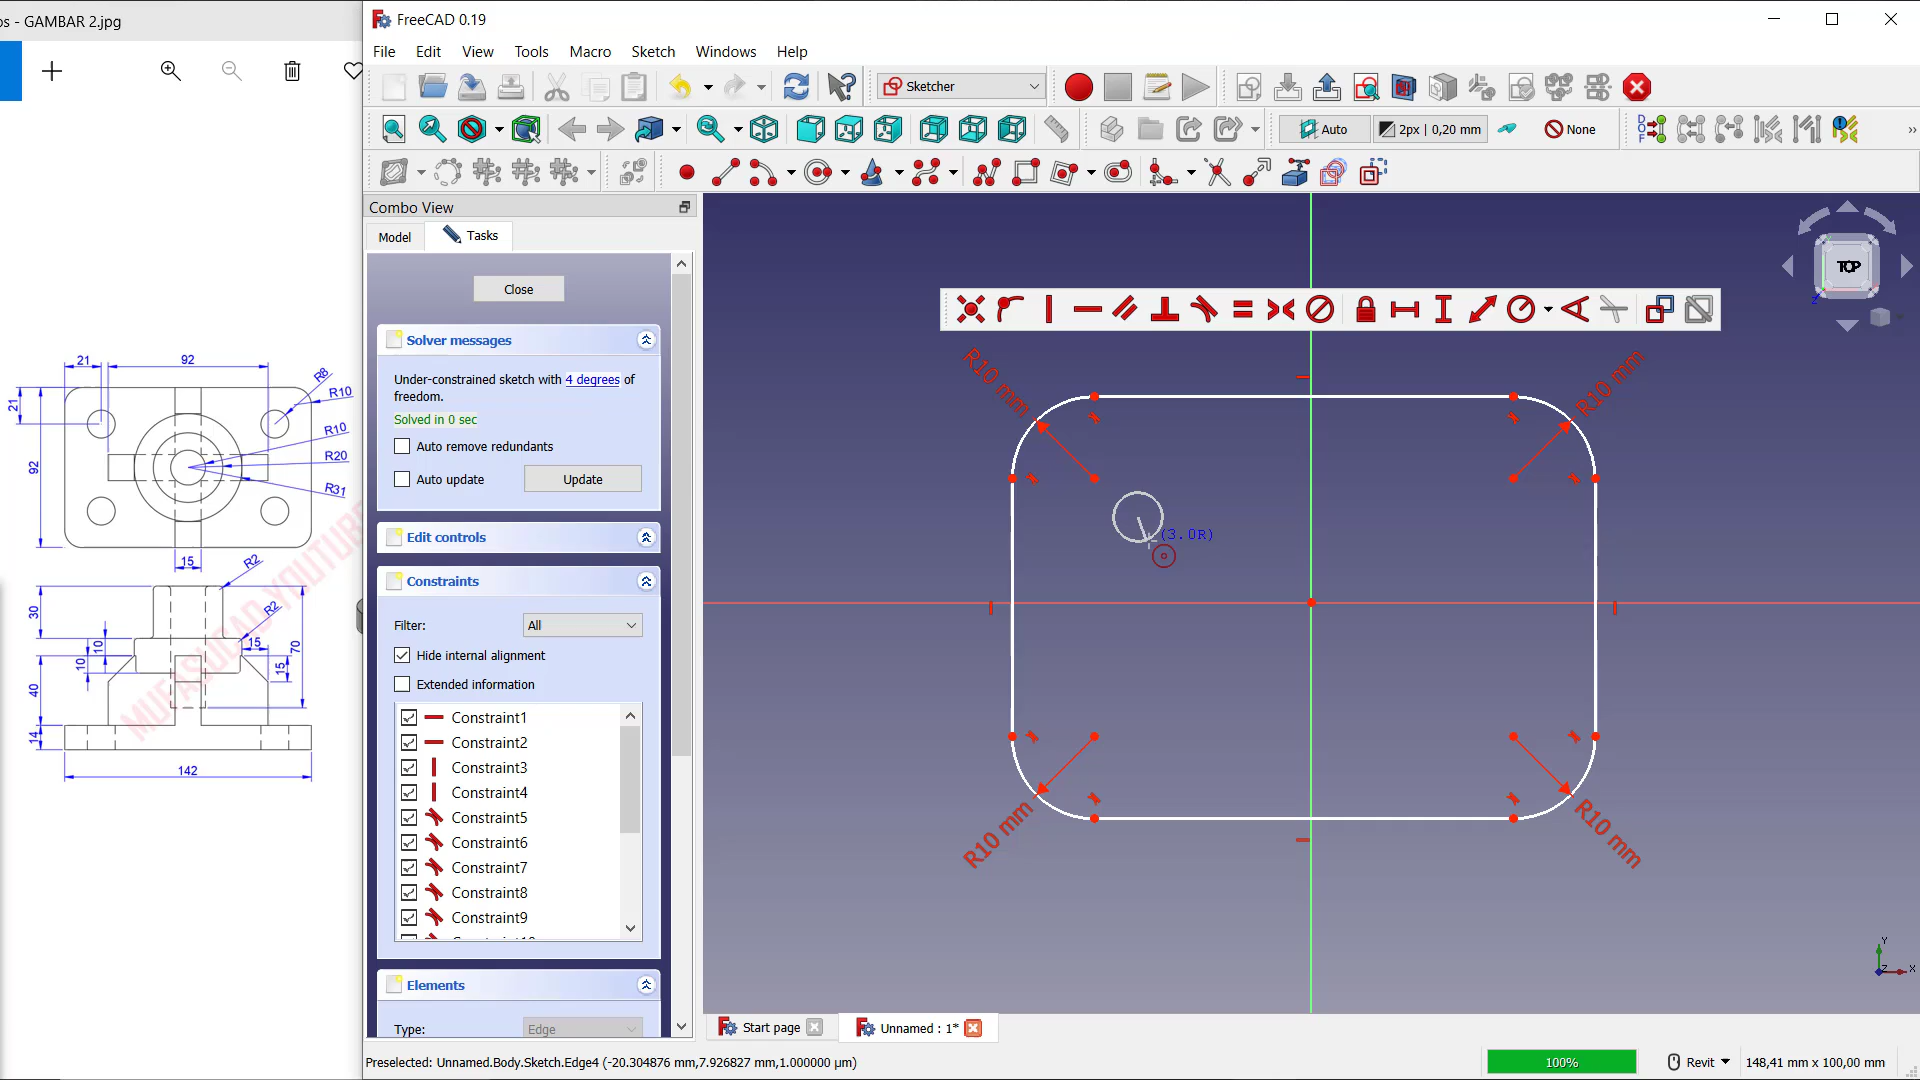 os - GAMBAR 2.jpg
FreeCAD 0.19
File Edit View Tools Macro Sketch Windows Help
Sketcher
Auto
2px | 0,20 mm
None
Combo View
Model
Tasks
Close
Solver messages
Under-constrained sketch with 4 degrees of
freedom.
Solved in 0 sec
Auto remove redundants
Auto update
Update
Edit controls
Constraints
Filter:
All
Hide internal alignment
Extended information
Constraint1
Constraint2
Constraint3
Constraint4
Constraint5
Constraint6
Constraint7
Constraint8
Constraint9
Constraint10
Elements
Type:
Edge
21
92
R8
R10
21
92
R10
R20
R31
15
R2
30
R2
10
10
15
15
70
40
14
142
MUFASUCAD.YOUTUBE
TOP
R10 mm
R10 mm
(3.0R)
R10 mm
R10 mm
Y
Z
X
Z
Start page
Unnamed : 1*
Preselected: Unnamed.Body.Sketch.Edge4 (-20.304876 mm,7.926827 mm,1.000000 µm)
100%
Revit
148,41 mm x 100,00 mm